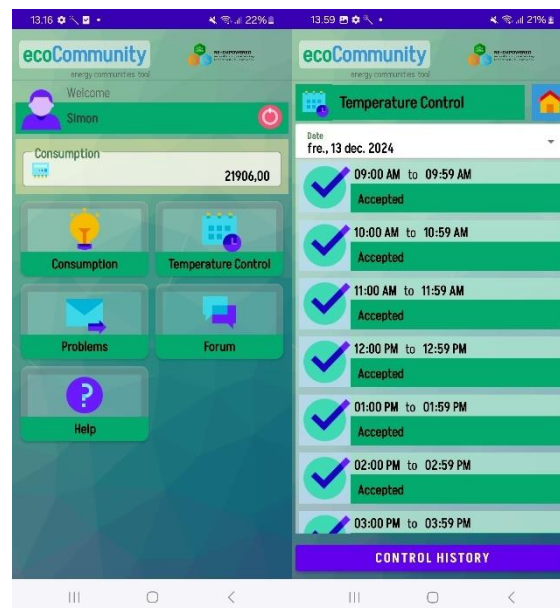 13.16
22%
ecoCommunity
energy communities tool
RE-EMPOWERED
Welcome
Simon
Consumption
21906,00
Consumption
Temperature Control
Problems
Forum
?
Help
13.59
21%
ecoCommunity
energy communities tool
RE-EMPOWERED
Temperature Control
Date
fre., 13 dec. 2024
09:00 AM to 09:59 AM
Accepted
10:00 AM to 10:59 AM
Accepted
11:00 AM to 11:59 AM
Accepted
12:00 PM to 12:59 PM
Accepted
01:00 PM to 01:59 PM
Accepted
02:00 PM to 02:59 PM
Accepted
03:00 PM to 03:59 PM
CONTROL HISTORY